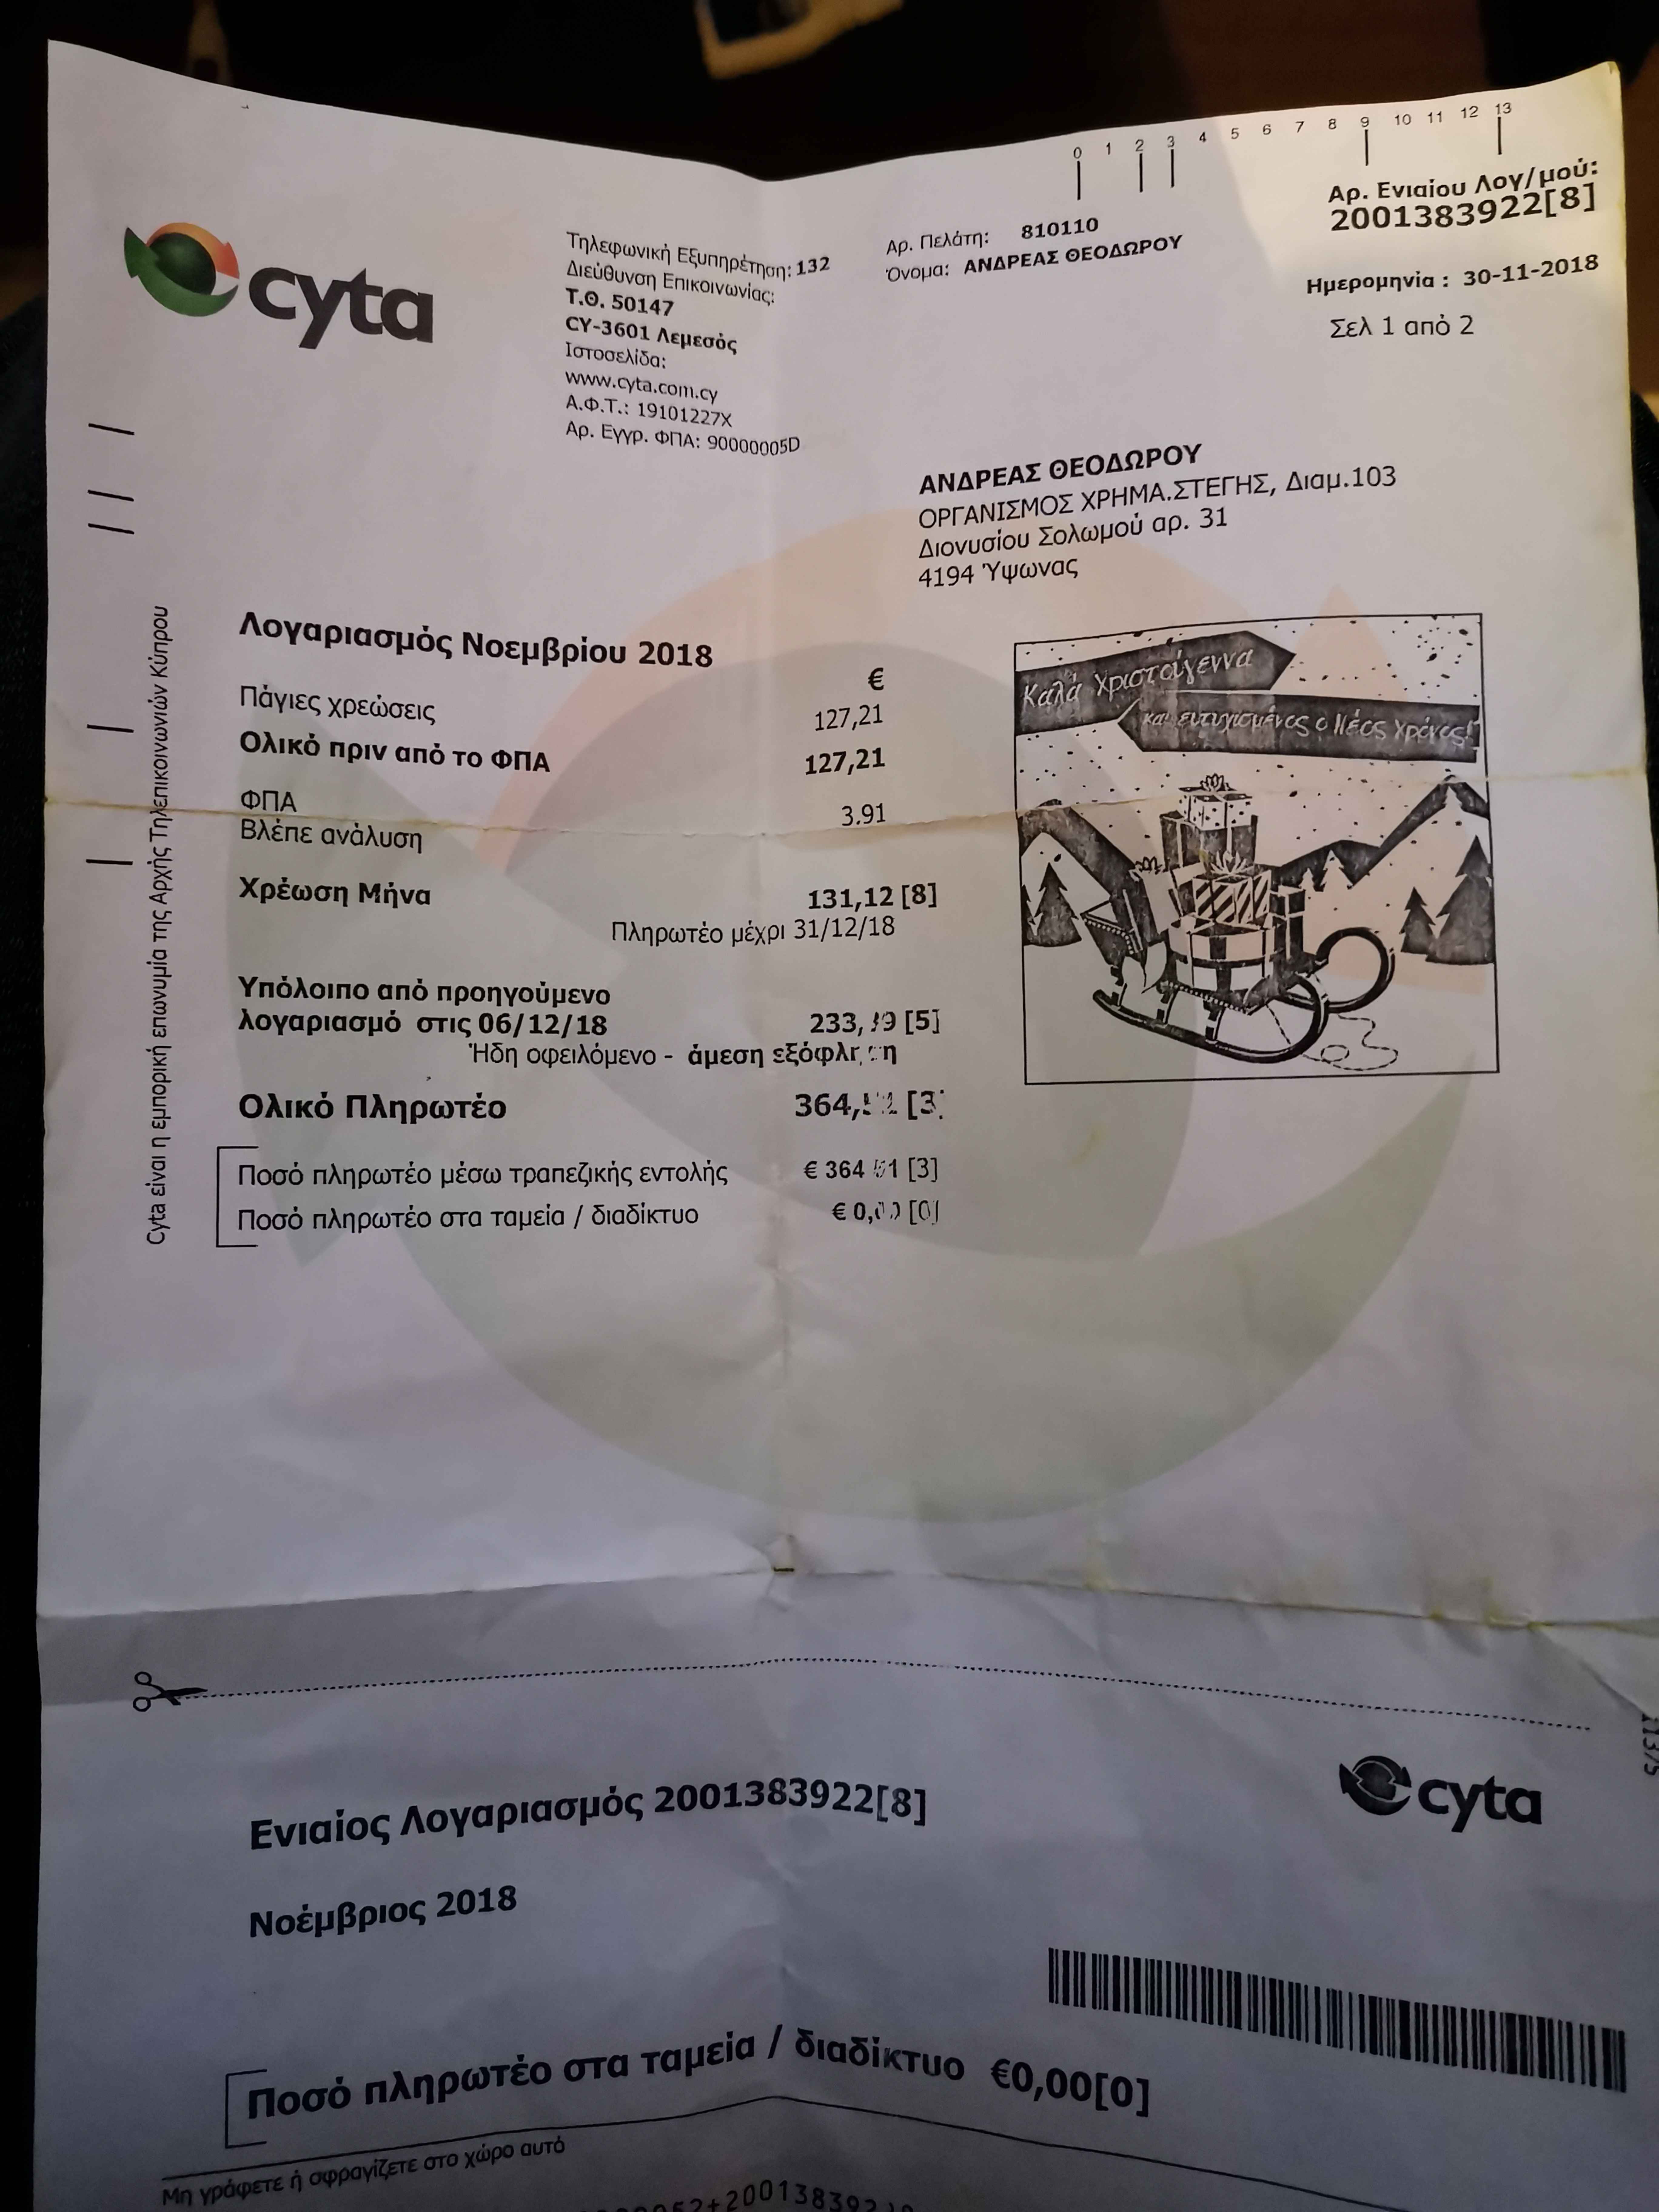 0 1 2 3 4 5 6 7 8 9 10 11 12 13
cyta
Τηλεφωνική Εξυπηρέτηση: 132
Διεύθυνση Επικοινωνίας:
Τ.Θ. 50147
CY-3601 Λεμεσός
Ιστοσελίδα:
www.cyta.com.cy
Α.Φ.Τ.: 19101227X
Αρ. Εγγρ. ΦΠΑ: 90000005D
Αρ. Πελάτη: 810110
Όνομα: ΑΝΔΡΕΑΣ ΘΕΟΔΩΡΟΥ
Αρ. Ενιαίου Λογ/μού:
2001383922[8]
Ημερομηνία : 30-11-2018
Σελ 1 από 2
ΑΝΔΡΕΑΣ ΘΕΟΔΩΡΟΥ
ΟΡΓΑΝΙΣΜΟΣ ΧΡΗΜΑ.ΣΤΕΓΗΣ, Διαμ.103
Διονυσίου Σολωμού αρ. 31
4194 Ύψωνας
Cyta είναι η εμπορική επωνυμία της Αρχής Τηλεπικοινωνιών Κύπρου
Λογαριασμός Νοεμβρίου 2018
€
Πάγιες χρεώσεις 127,21
Ολικό πριν από το ΦΠΑ 127,21
ΦΠΑ 3.91
Βλέπε ανάλυση
Χρέωση Μήνα 131,12 [8]
Πληρωτέο μέχρι 31/12/18
Υπόλοιπο από προηγούμενο
λογαριασμό στις 06/12/18 [5]
Ήδη οφειλόμενο - άμεση
Ολικό Πληρωτέο
Ποσό πληρωτέο μέσω τραπεζικής εντολής € 364 [3]
Ποσό πληρωτέο στα ταμεία / διαδίκτυο €
Καλά Χριστούγεννα
και ευτυχισμένος ο Νέος Χρόνος!
Ενιαίος Λογαριασμός 2001383922[8]
cyta
Νοέμβριος 2018
Ποσό πληρωτέο στα ταμεία / διαδίκτυο €0,00[0]
Μη γράφετε ή σφραγίζετε στο χώρο αυτό